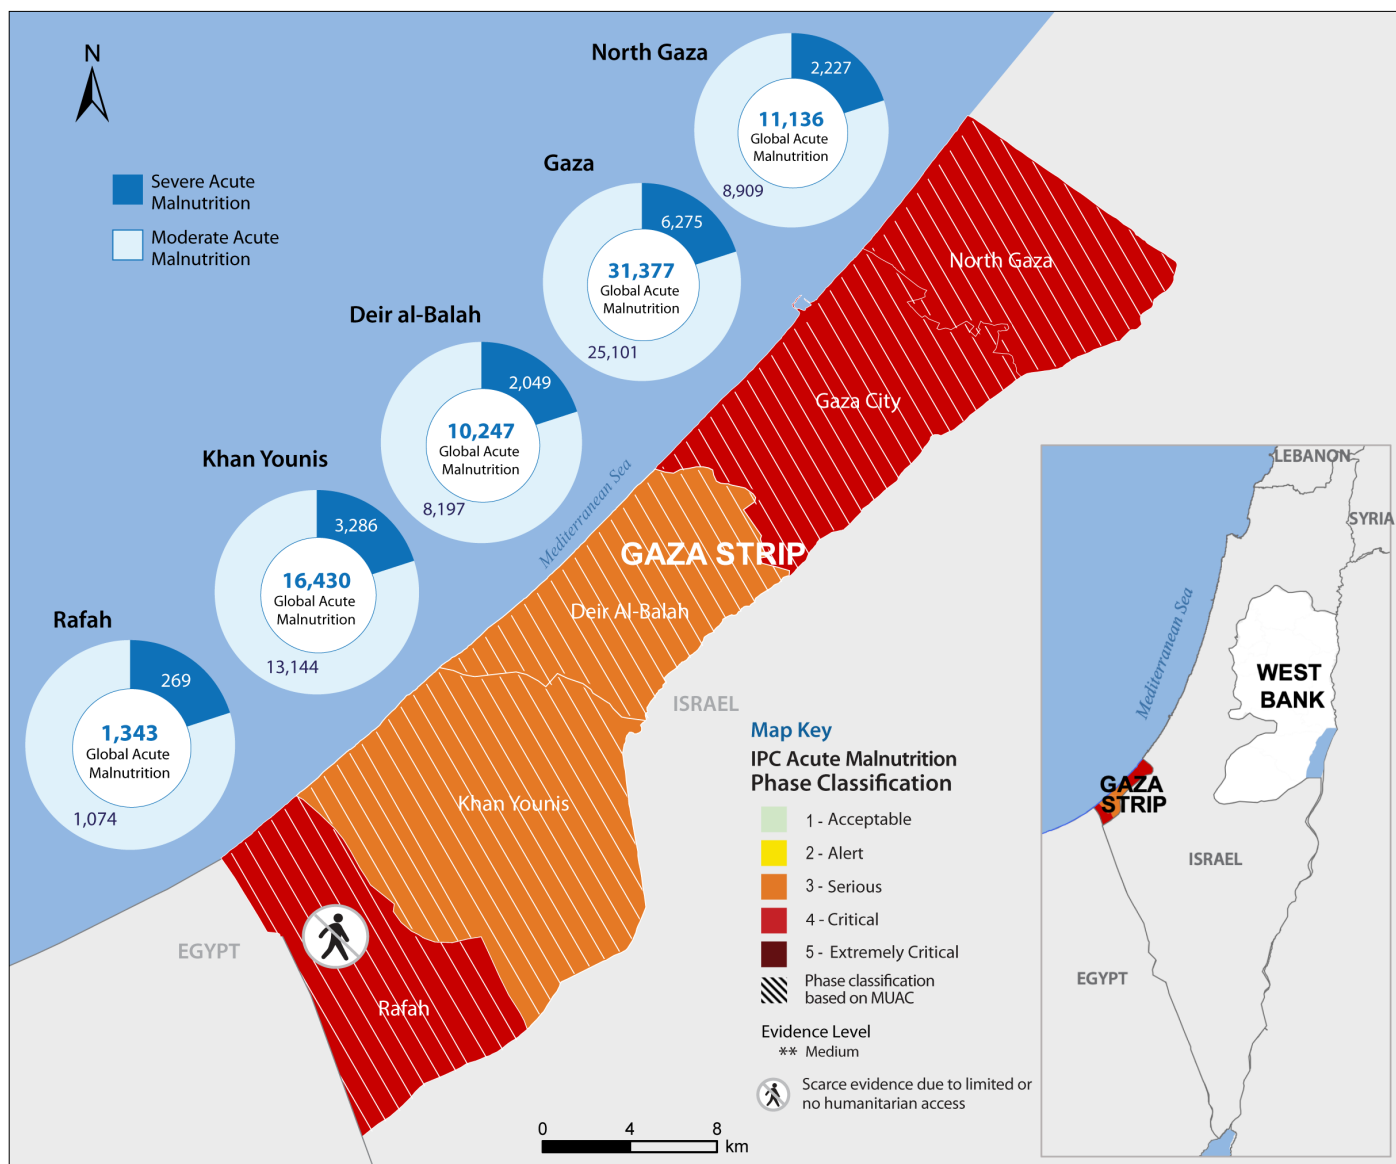 N
North Gaza
2,227
11,136
Global Acute
Malnutrition
8,909
Gaza
6,275
31,377
Global Acute
Malnutrition
25,101
Severe Acute
Malnutrition
Moderate Acute
Malnutrition
Deir al-Balah
2,049
10,247
Global Acute
Malnutrition
8,197
Khan Younis
3,286
16,430
Global Acute
Malnutrition
13,144
Rafah
269
1,343
Global Acute
Malnutrition
1,074
North Gaza
Gaza City
Mediterranean Sea
GAZA STRIP
Deir Al-Balah
ISRAEL
Khan Younis
EGYPT
Rafah
Map Key
IPC Acute Malnutrition
Phase Classification
1 - Acceptable
2 - Alert
3 - Serious
4 - Critical
5 - Extremely Critical
Phase classification
based on MUAC
Evidence Level
** Medium
Scarce evidence due to limited or
no humanitarian access
0 4 8
km
LEBANON
SYRIA
Mediterranean Sea
WEST
BANK
GAZA
STRIP
ISRAEL
EGYPT